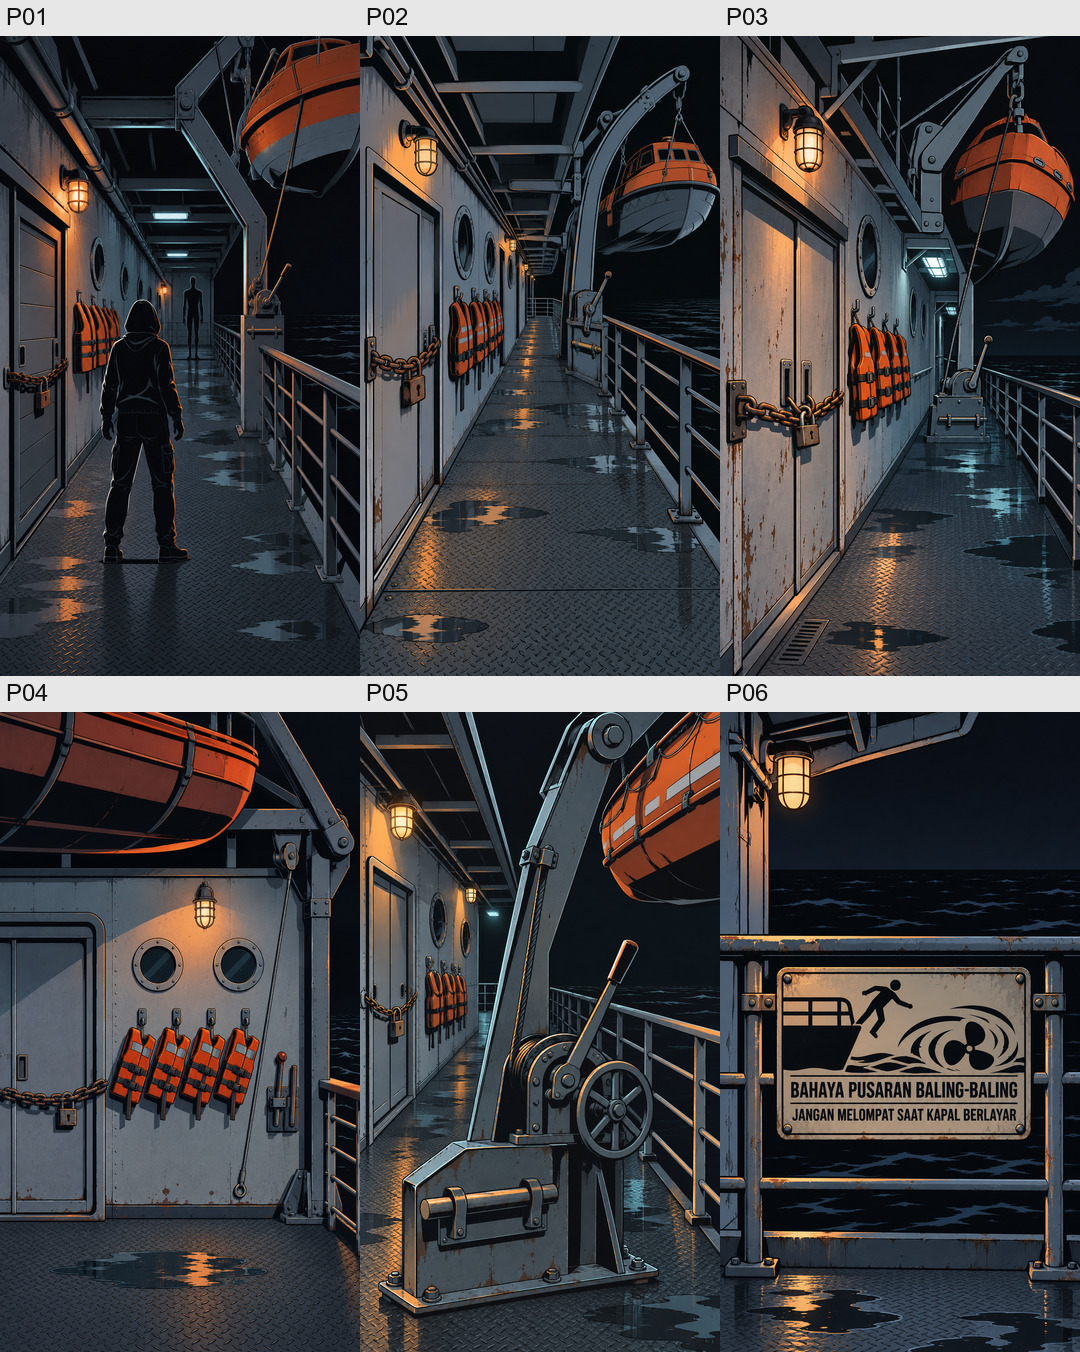 P01
P02
P03
P04
P05
P06
BAHAYA PUSARAN BALING-BALING
JANGAN MELOMPAT SAAT KAPAL BERLAYAR